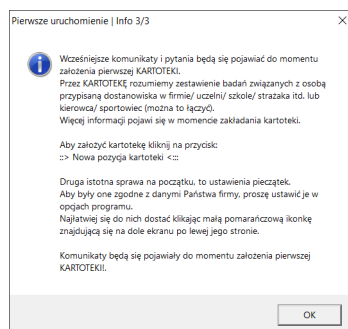 Pierwsze uruchomienie | Info 3/3
Wcześniejsze komunikaty i pytania będą się pojawiać do momentu
założenia pierwszej KARTOTEKI.
Przez KARTOTEKĘ rozumiemy zestawienie badań związanych z osobą
przypisaną dostanowiska w firmie/ uczelni/ szkole/ strażaka itd. lub
kierowca/ sportowiec (można to łączyć).
Więcej informacji pojawi się w momencie zakładania kartoteki.
Aby założyć kartotekę kliknij na przycisk:
::> Nowa pozycja kartoteki <:::
Druga istotna sprawa na początku, to ustawienia pieczątek.
Aby były one zgodne z danymi Państwa firmy, proszę ustawić je w
opcjach programu.
Najłatwiej się do nich dostać klikając małą pomarańczową ikonkę
znajdującą się na dole ekranu po lewej jego stronie.
Komunikaty będą się pojawiały do momentu założenia pierwszej
KARTOTEKI!.
OK